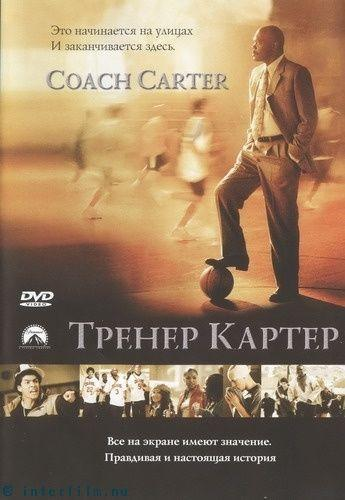 Это начинается на улицах
И заканчивается здесь.
COACH CARTER
DVD
VIDEO
ТРЕНЕР КАРТЕР
Все на экране имеют значение.
Правдивая и настоящая история
© interfilm.nu